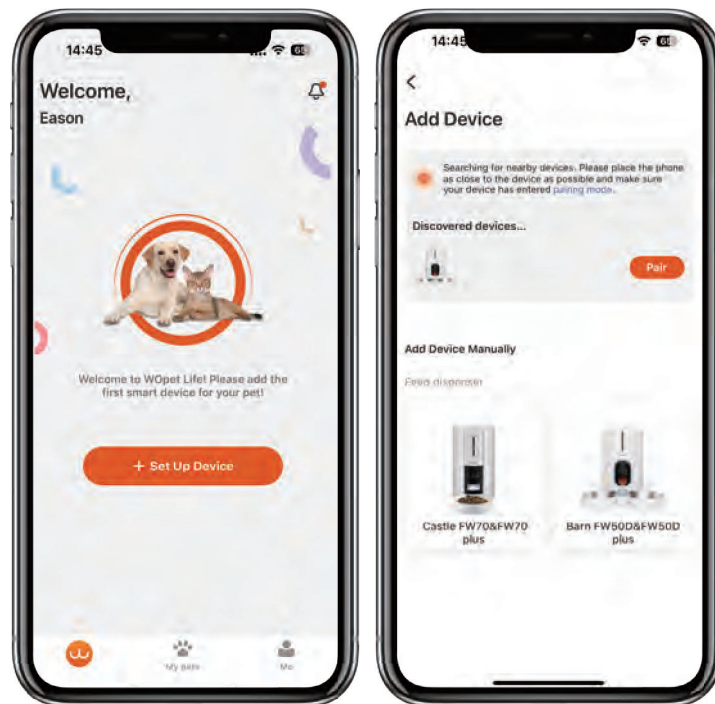 14:45
68
Welcome,
Eason
Welcome to WOpet Life! Please add the
first smart device for your pet!
+ Set Up Device
My pets
Me
14:45
68
Add Device
Searching for nearby devices. Please place the phone
as close to the device as possible and make sure
your device has entered pairing mode.
Discovered devices...
Pair
Add Device Manually
Feed dispenser
Castle FW70&FW70
plus
Barn FW50D&FW50D
plus